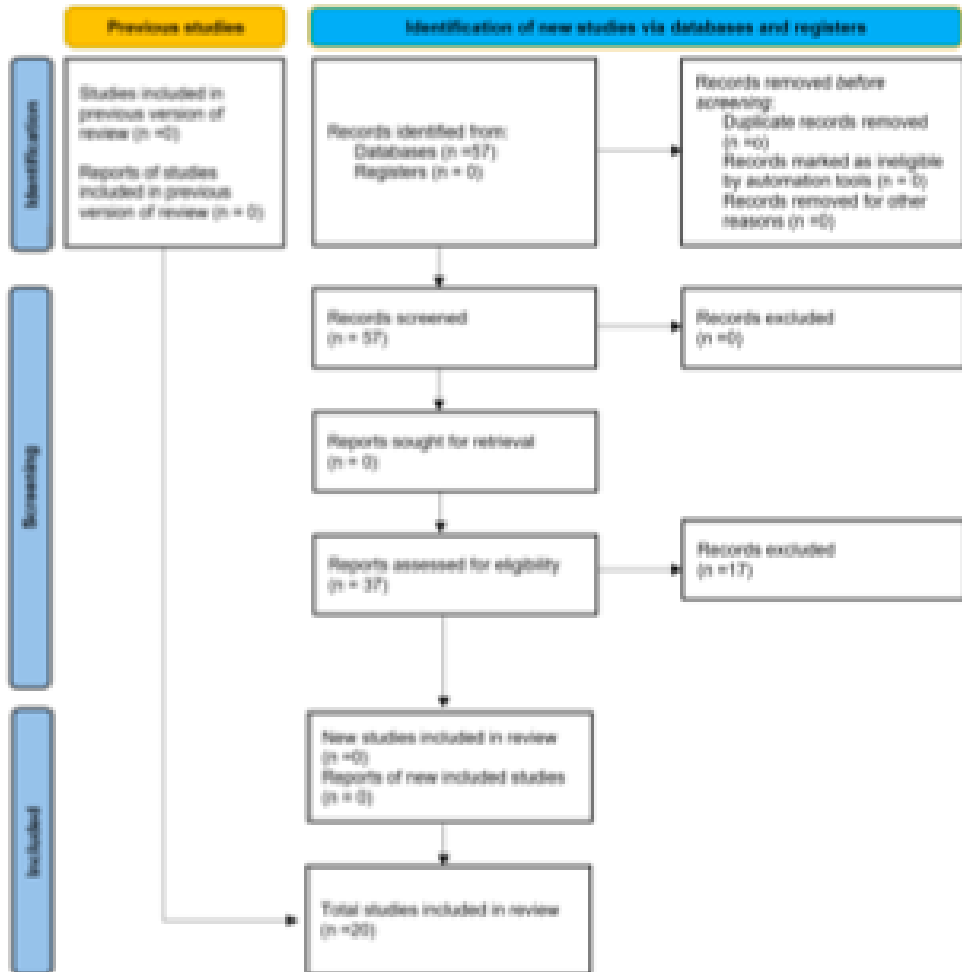 Previous studies
Identification of new studies via databases and registers
Identification
Studies included in
previous version of
review (n =0)
Reports of studies
included in previous
version of review (n = 0)
Records identified from:
Databases (n =57)
Registers (n = 0)
Records removed before
screening:
Duplicate records removed
(n =o)
Records marked as ineligible
by automation tools (n = 0)
Records removed for other
reasons (n =0)
Screening
Records screened
(n = 57)
Records excluded
(n =0)
Reports sought for retrieval
(n = 0)
Reports assessed for eligibility
(n = 37)
Records excluded
(n =17)
Included
New studies included in review
(n =0)
Reports of new included studies
(n = 0)
Total studies included in review
(n =20)